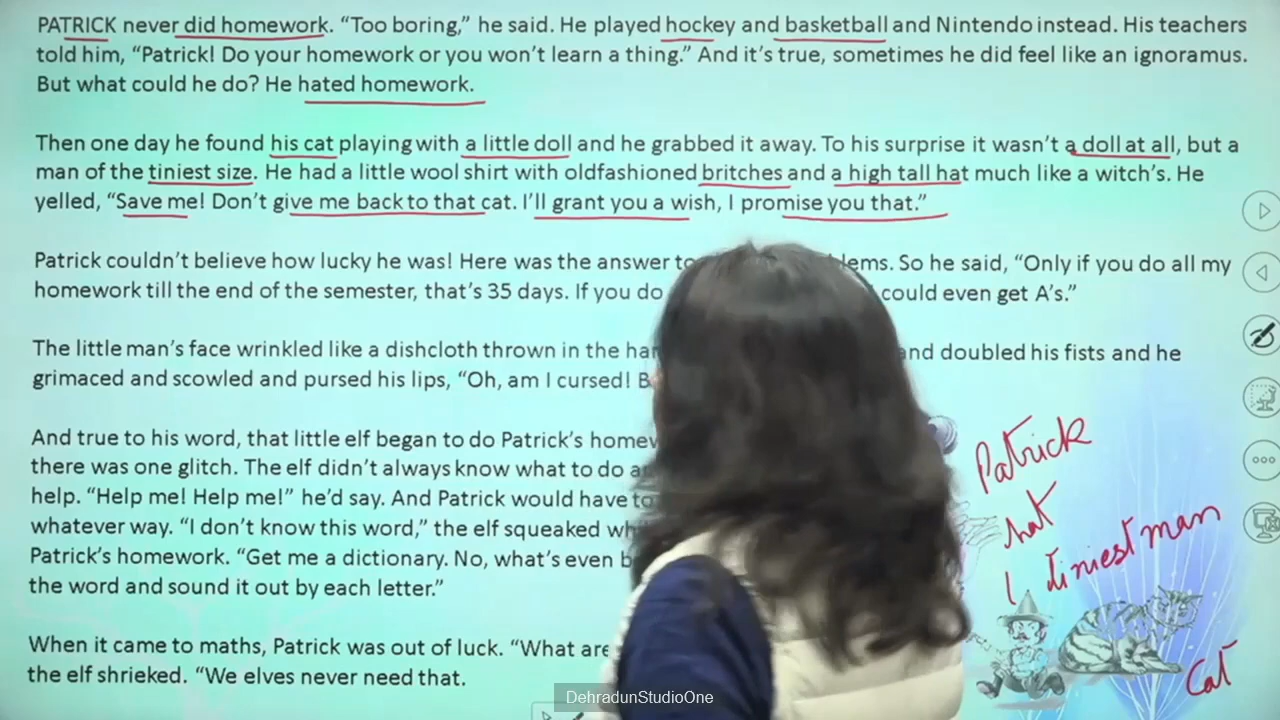 PATRICK never did homework. “Too boring,” he said. He played hockey and basketball and Nintendo instead. His teachers
told him, “Patrick! Do your homework or you won’t learn a thing.” And it’s true, sometimes he did feel like an ignoramus.
But what could he do? He hated homework.
Then one day he found his cat playing with a little doll and he grabbed it away. To his surprise it wasn’t a doll at all, but a
man of the tiniest size. He had a little wool shirt with oldfashioned britches and a high tall hat much like a witch’s. He
yelled, “Save me! Don’t give me back to that cat. I’ll grant you a wish, I promise you that.”
Patrick couldn’t believe how lucky he was! Here was the answer So he said, “Only if you do all my
homework till the end of the semester, that’s 35 days. If you do could even get A’s.”
The little man’s face wrinkled like a dishcloth thrown in the and doubled his fists and he
grimaced and scowled and pursed his lips, “Oh, am I cursed!
And true to his word, that little elf began to do Patrick’s
there was one glitch. The elf didn’t always know what to do
help. “Help me! Help me!” he’d say. And Patrick would have to
whatever way. “I don’t know this word,” the elf squeaked
Patrick’s homework. “Get me a dictionary. No, what’s even
the word and sound it out by each letter.”
When it came to maths, Patrick was out of luck. “What are
the elf shrieked. “We elves never need that.
Patrick
hat
tiniest man
Cat
DehradunStudioOne